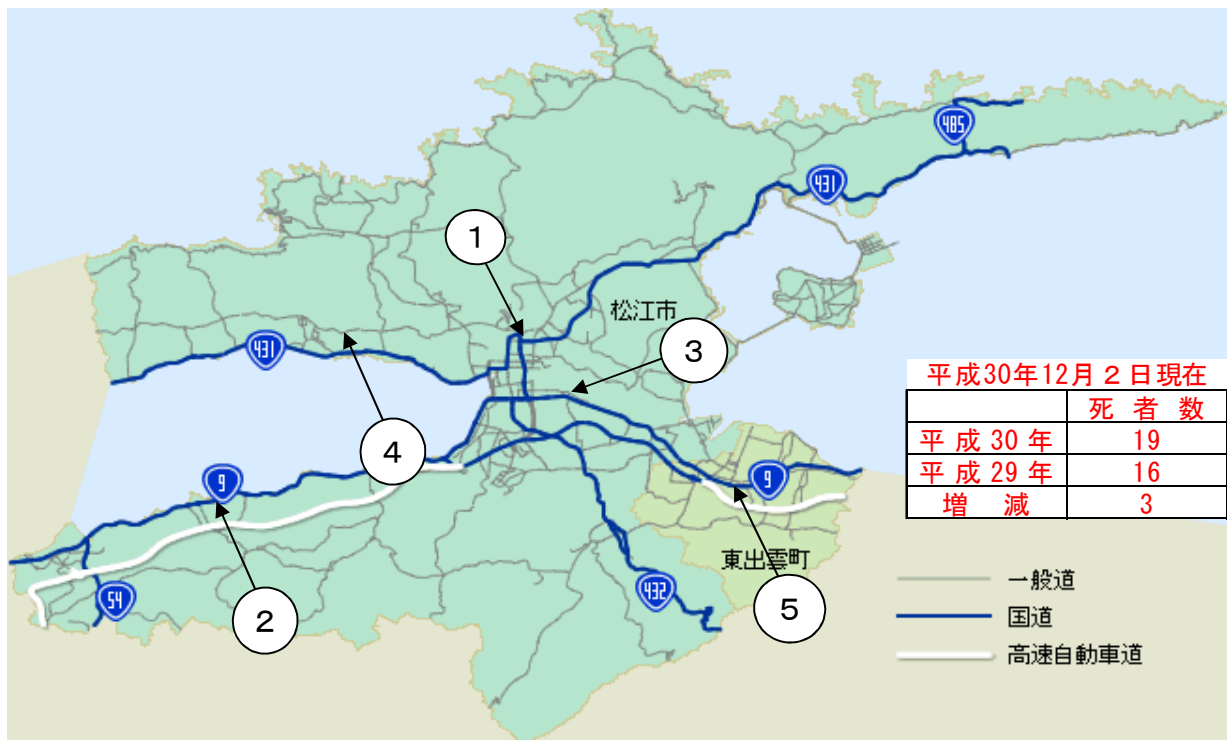 485
431
①
松江市
③
431
平成30年12月2日現在
死者数
平成30年 19
平成29年 16
増減 3
④
9
9
東出雲町
一般道
54
②
432
⑤
国道
高速自動車道